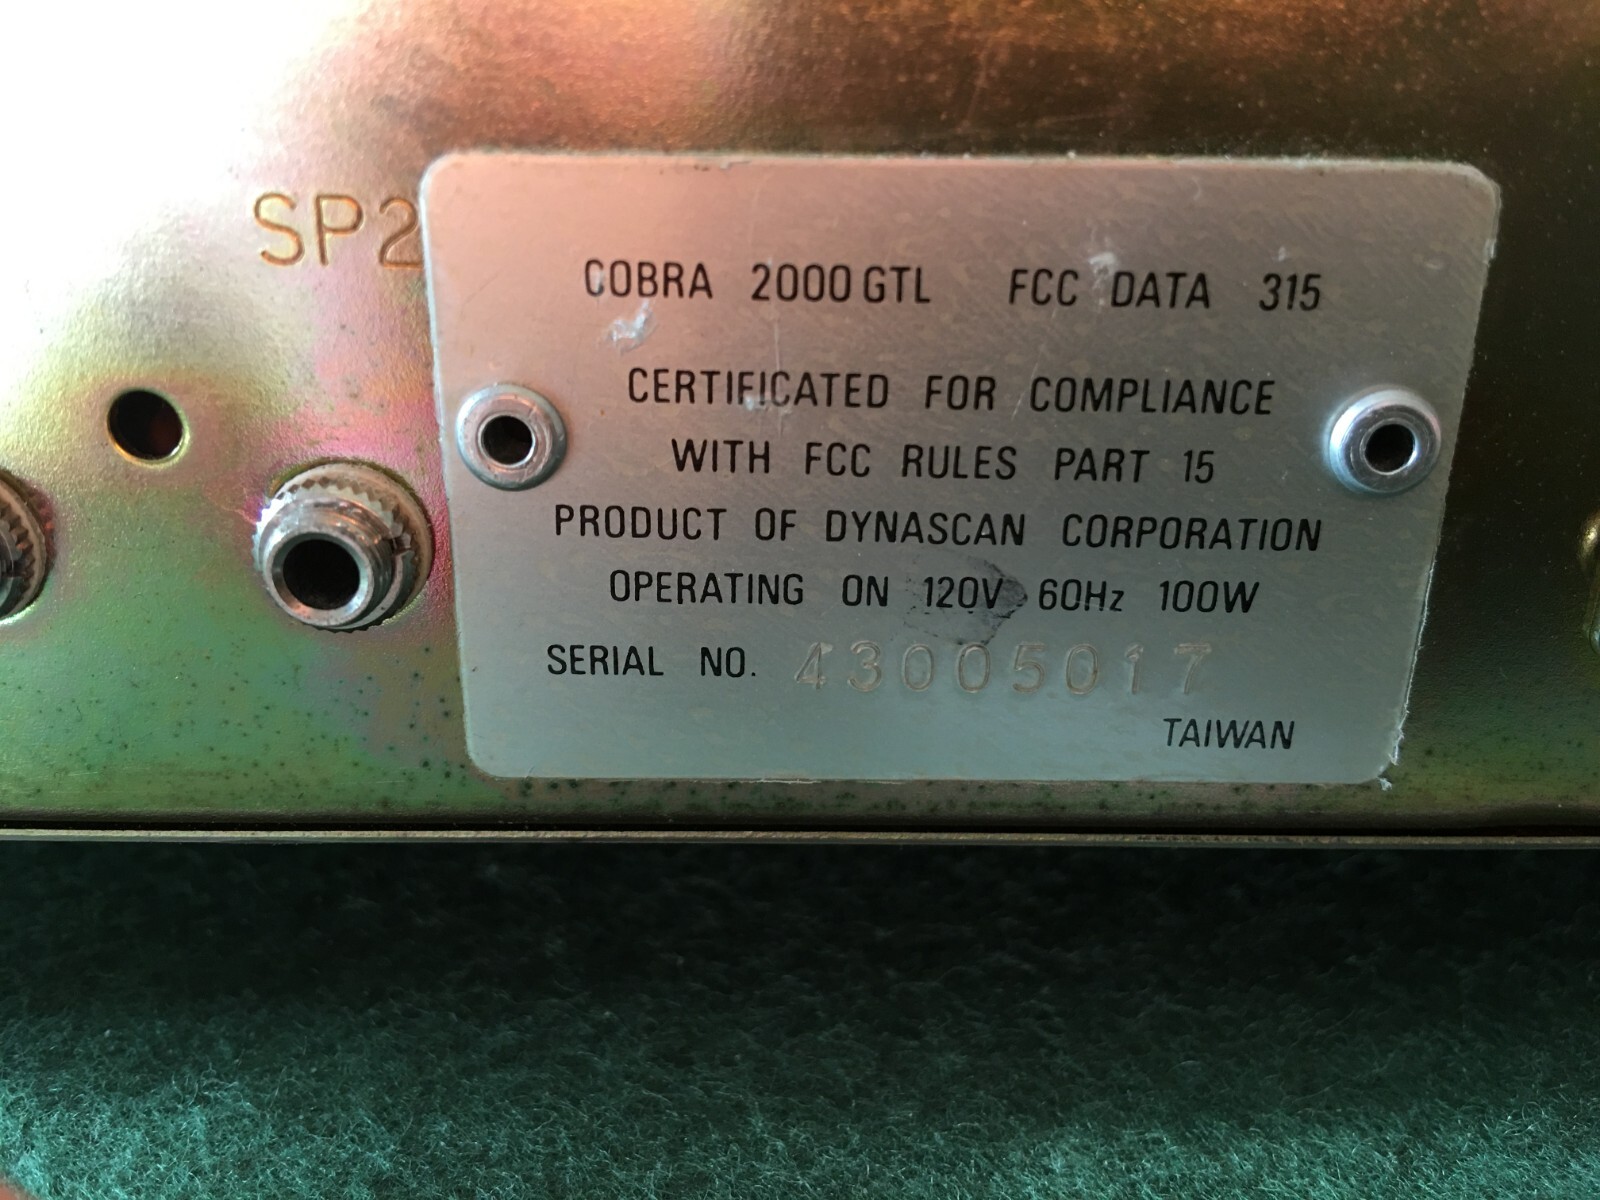 SP2
COBRA 2000 GTL FCC DATA 315
CERTIFICATED FOR COMPLIANCE
WITH FCC RULES PART 15
PRODUCT OF DYNASCAN CORPORATION
OPERATING ON 120V 60Hz 100W
SERIAL NO. 43005017
TAIWAN